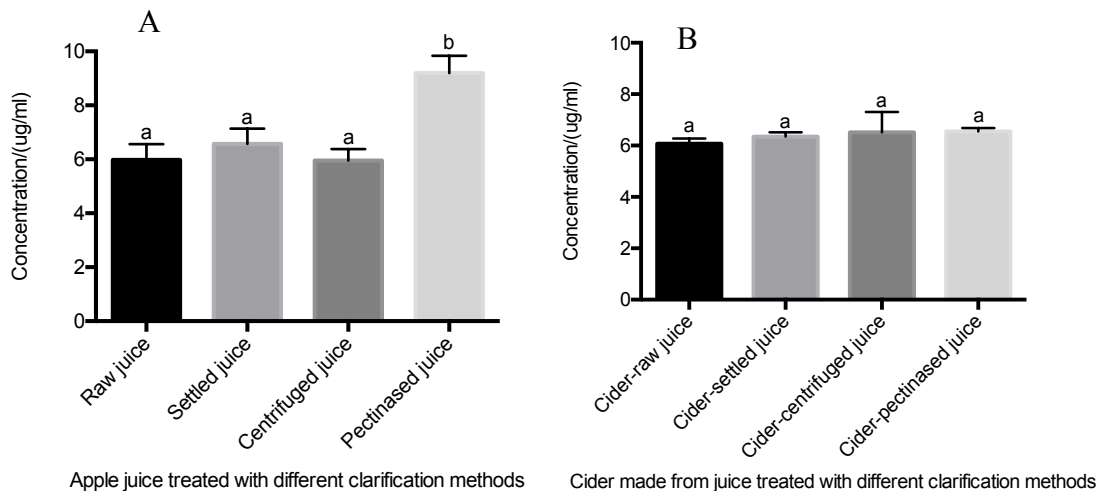 A
Concentration/(ug/ml)
10
8
6
4
2
0
a
a
a
b
Raw juice
Settled juice
Centrifuged juice
Pectinased juice
Apple juice treated with different clarification methods
B
Concentration/(ug/ml)
10
8
6
4
2
0
a
a
a
a
Cider-raw juice
Cider-settled juice
Cider-centrifuged juice
Cider-pectinased juice
Cider made from juice treated with different clarification methods